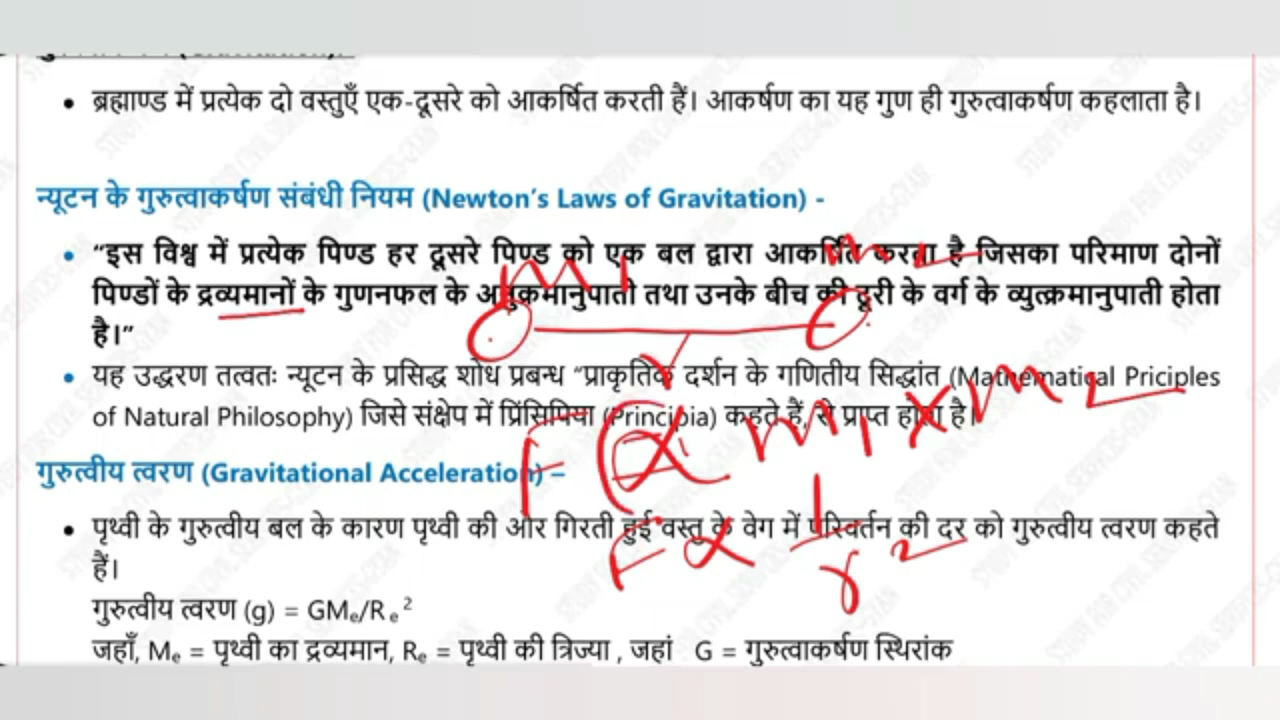 (Gravitation):
• ब्रह्माण्ड में प्रत्येक दो वस्तुएँ एक-दूसरे को आकर्षित करती हैं। आकर्षण का यह गुण ही गुरुत्वाकर्षण कहलाता है।
न्यूटन के गुरुत्वाकर्षण संबंधी नियम (Newton’s Laws of Gravitation) -
• “इस विश्व में प्रत्येक पिण्ड हर दूसरे पिण्ड को एक बल द्वारा आकर्षित करता है जिसका परिमाण दोनों
m₁ m₂
पिण्डों के द्रव्यमानों के गुणनफल के अनुक्रमानुपाती तथा उनके बीच की दूरी के वर्ग के व्युत्क्रमानुपाती होता
है।”
r
• यह उद्धरण तत्वतः न्यूटन के प्रसिद्ध शोध प्रबन्ध “प्राकृतिक दर्शन के गणितीय सिद्धांत (Mathematical Priciples
of Natural Philosophy) जिसे संक्षेप में प्रिंसिपिया (Principia) कहते हैं, से प्राप्त होता है।
F ∝ m₁ × m₂
गुरुत्वीय त्वरण (Gravitational Acceleration) –
F ∝ 1/r²
• पृथ्वी के गुरुत्वीय बल के कारण पृथ्वी की ओर गिरती हुई वस्तु के वेग में परिवर्तन की दर को गुरुत्वीय त्वरण कहते
हैं।
गुरुत्वीय त्वरण (g) = GMₑ/Rₑ²
जहाँ, Mₑ = पृथ्वी का द्रव्यमान, Rₑ = पृथ्वी की त्रिज्या , जहां G = गुरुत्वाकर्षण स्थिरांक